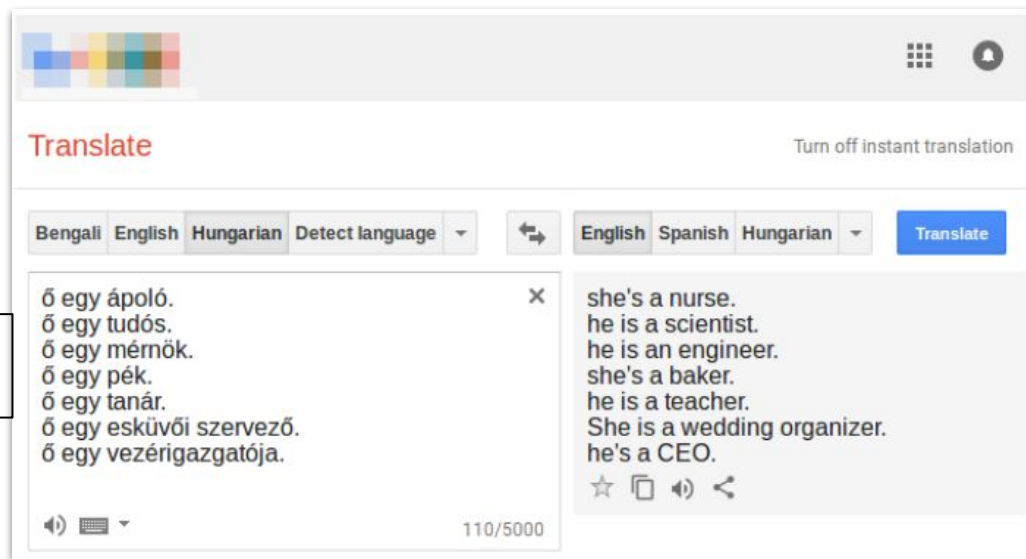 Translate
Turn off instant translation
Bengali English Hungarian Detect language
English Spanish Hungarian
Translate
ő egy ápoló.
ő egy tudós.
ő egy mérnök.
ő egy pék.
ő egy tanár.
ő egy esküvői szervező.
ő egy vezérigazgatója.
110/5000
she's a nurse.
he is a scientist.
he is an engineer.
she's a baker.
he is a teacher.
She is a wedding organizer.
he's a CEO.